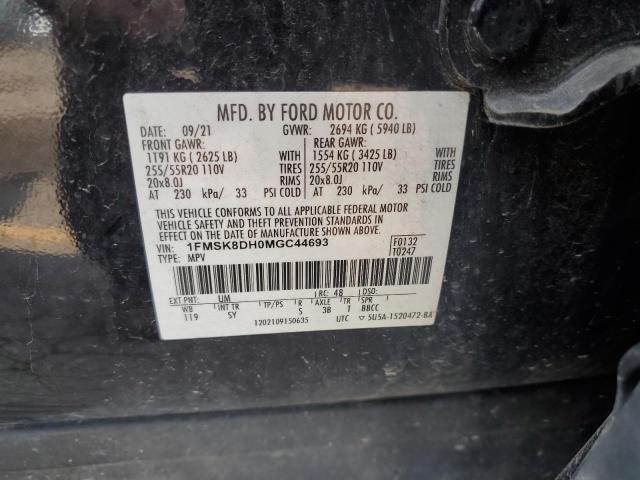 MFD. BY FORD MOTOR CO.
DATE: 09/21 GVWR: 2694 KG (5940 LB)
FRONT GAWR: REAR GAWR:
1191 KG (2625 LB) WITH 1554 KG (3425 LB) WITH
255/55R20 110V TIRES 255/55R20 110V TIRES
20x8.0J RIMS 20x8.0J RIMS
AT 230 kPa/ 33 PSI COLD AT 230 kPa/ 33 PSI COLD
THIS VEHICLE CONFORMS TO ALL APPLICABLE FEDERAL MOTOR
VEHICLE SAFETY AND THEFT PREVENTION STANDARDS IN
EFFECT ON THE DATE OF MANUFACTURE SHOWN ABOVE.
VIN: 1FMSK8DH0MGC44693 F0132
TYPE: MPV T0247
EXT PNT: UM RC: 48 DSO:
WB INT TR TP/PS R AXLE TR SPR
119 SY S 3B T BBCC
1202109150635 UTC 5U5A-1520472-BA